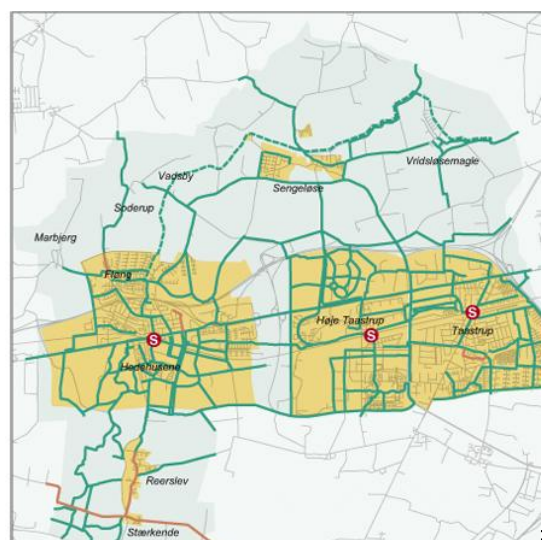 Vridsløsemagle
Vadsby
Sengeløse
Soderup
Marbjerg
Fløng
Høje Taastrup
S
Taastrup
S
S
Hedehusene
Reerslev
Stærkende